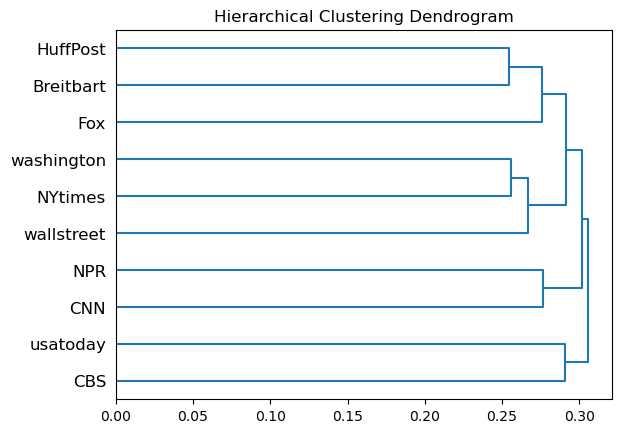 Hierarchical Clustering Dendrogram
HuffPost
Breitbart
Fox
washington
NYtimes
wallstreet
NPR
CNN
usatoday
CBS
0.00 0.05 0.10 0.15 0.20 0.25 0.30